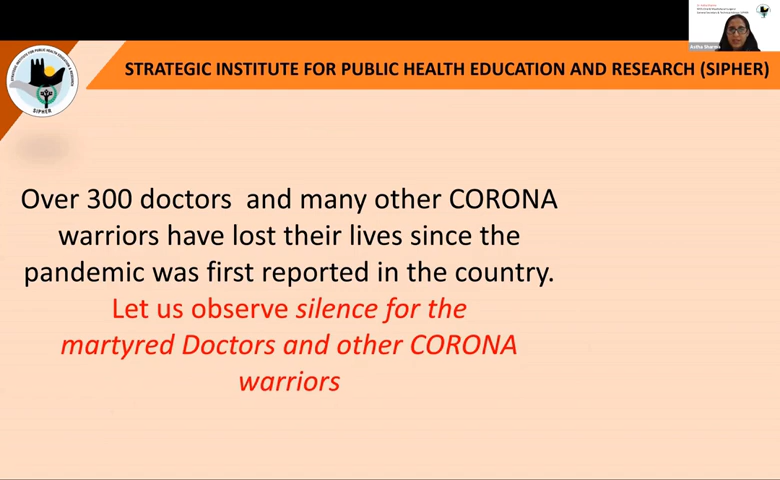 STRATEGIC INSTITUTE FOR PUBLIC HEALTH EDUCATION AND RESEARCH (SIPHER)
SIPHER
Over 300 doctors and many other CORONA
warriors have lost their lives since the
pandemic was first reported in the country.
Let us observe silence for the
martyred Doctors and other CORONA
warriors